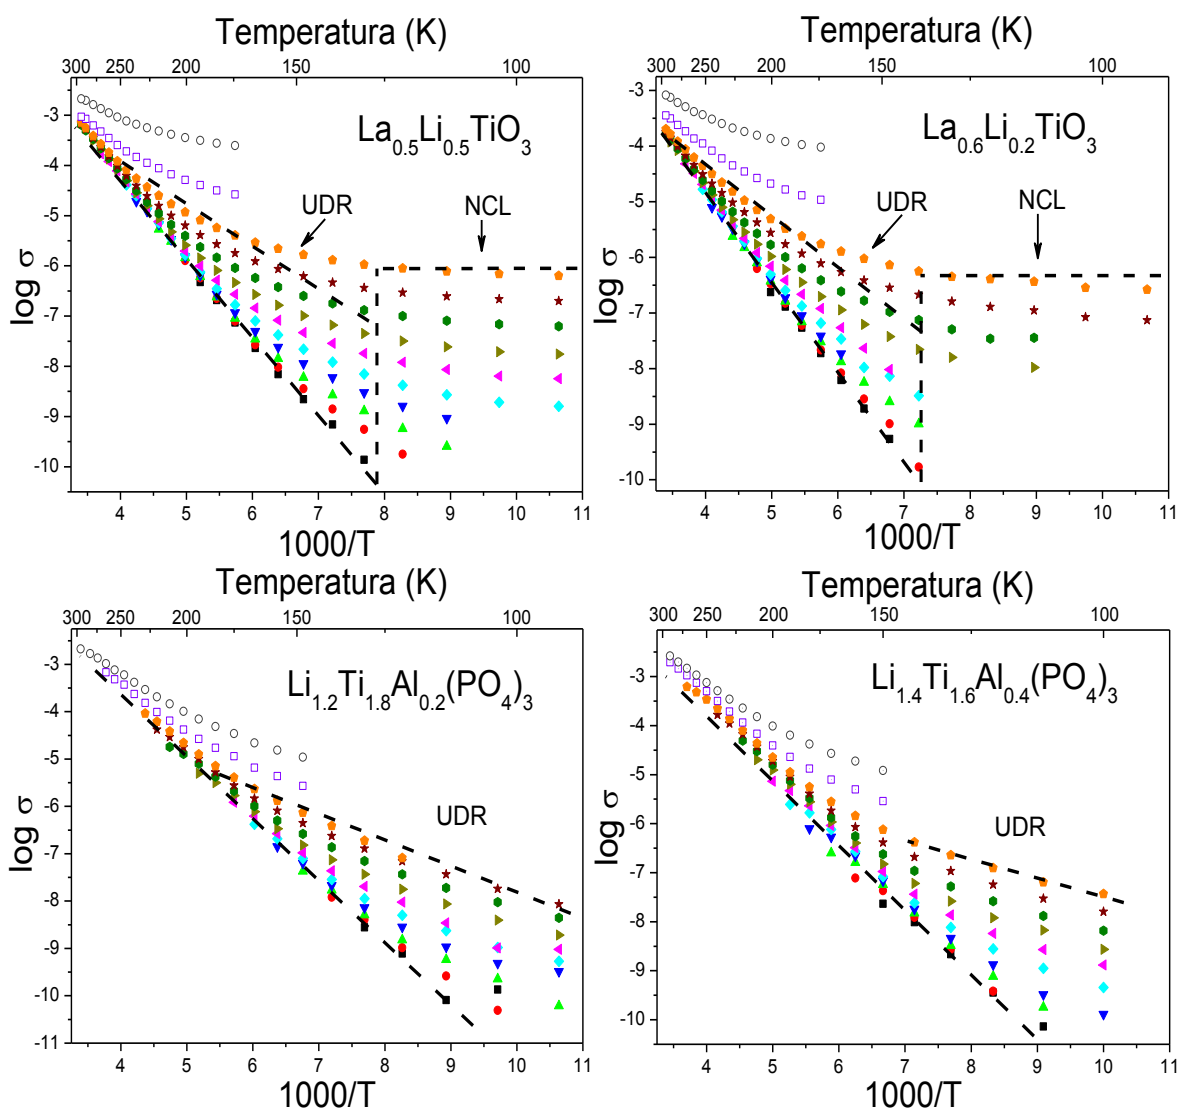 Temperatura (K)
300 250 200 150 100
La0.5Li0.5TiO3
UDR
NCL
log σ
-3
-4
-5
-6
-7
-8
-9
-10
4 5 6 7 8 9 10 11
1000/T
Temperatura (K)
300 250 200 150 100
La0.6Li0.2TiO3
UDR
NCL
log σ
-3
-4
-5
-6
-7
-8
-9
-10
4 5 6 7 8 9 10 11
1000/T
Temperatura (K)
300 250 200 150 100
Li1.2Ti1.8Al0.2(PO4)3
UDR
log σ
-3
-4
-5
-6
-7
-8
-9
-10
-11
4 5 6 7 8 9 10 11
1000/T
Temperatura (K)
300 250 200 150 100
Li1.4Ti1.6Al0.4(PO4)3
UDR
log σ
-2
-3
-4
-5
-6
-7
-8
-9
-10
4 5 6 7 8 9 10 11
1000/T